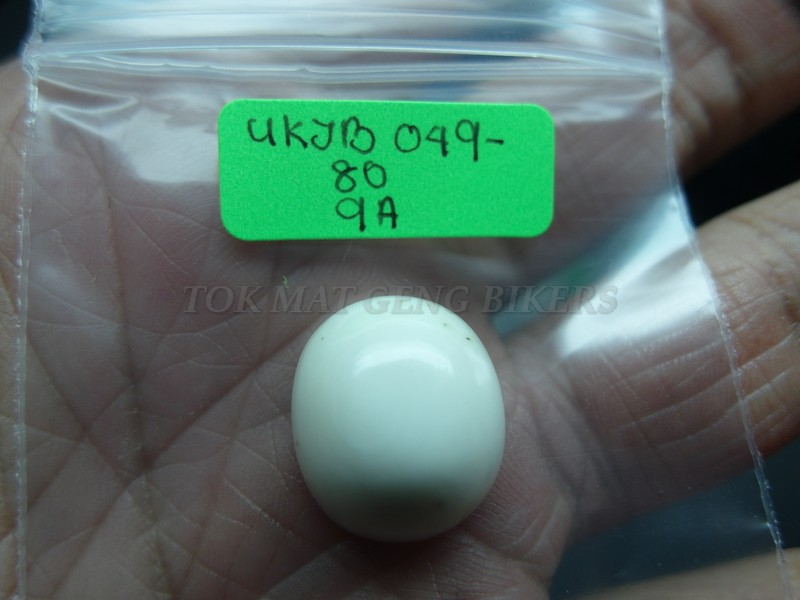 UKJB 049-
80
9A
TOK MAT GENG BIKERS